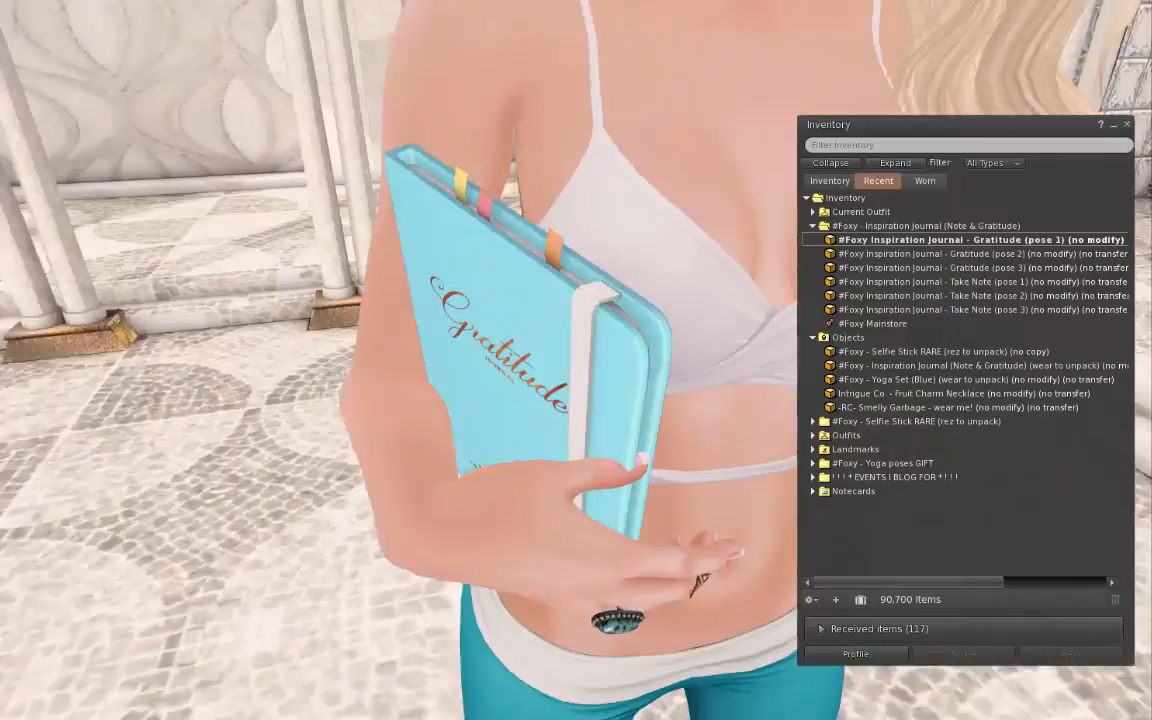 Gratitude
JOURNAL
Inventory
?
Filter Inventory
Collapse Expand Filter: All Types
Inventory Recent Worn
Inventory
Current Outfit
#Foxy - Inspiration Journal (Note & Gratitude)
#Foxy Inspiration Journal - Gratitude (pose 1) (no modify)
#Foxy Inspiration Journal - Gratitude (pose 2) (no modify) (no transfer
#Foxy Inspiration Journal - Gratitude (pose 3) (no modify) (no transfer
#Foxy Inspiration Journal - Take Note (pose 1) (no modify) (no transfe
#Foxy Inspiration Journal - Take Note (pose 2) (no modify) (no transfe
#Foxy Inspiration Journal - Take Note (pose 3) (no modify) (no transfe
#Foxy Mainstore
Objects
#Foxy - Selfie Stick RARE (rez to unpack) (no copy)
#Foxy - Inspiration Journal (Note & Gratitude) (wear to unpack) (no m
#Foxy - Yoga Set (Blue) (wear to unpack) (no modify) (no transfer)
Intrigue Co. - Fruit Charm Necklace (no modify) (no transfer)
-RC- Smelly Garbage - wear me! (no modify) (no transfer)
#Foxy - Selfie Stick RARE (rez to unpack)
Outfits
Landmarks
#Foxy - Yoga poses GIFT
! ! ! * EVENTS I BLOG FOR * ! ! !
Notecards
90,700 Items
Received items (117)
Profile